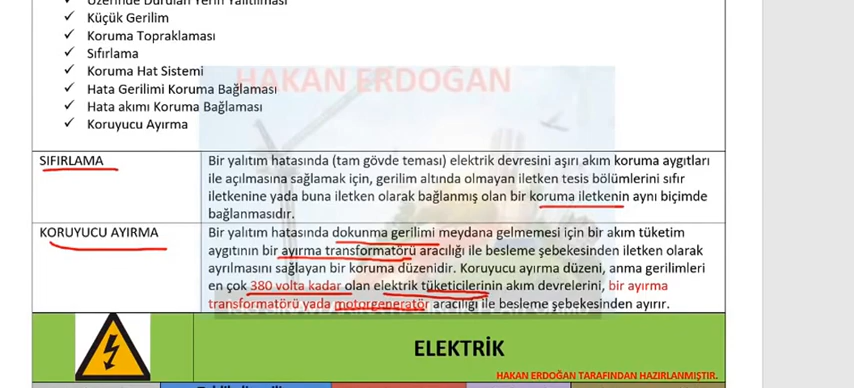 Üzerinde Durulan Yerin Yalıtılması
✓ Küçük Gerilim
✓ Koruma Topraklaması
✓ Sıfırlama
✓ Koruma Hat Sistemi
✓ Hata Gerilimi Koruma Bağlaması
✓ Hata akımı Koruma Bağlaması
✓ Koruyucu Ayırma
HAKAN ERDOĞAN
SIFIRLAMA
Bir yalıtım hatasında (tam gövde teması) elektrik devresini aşırı akım koruma aygıtları
ile açılmasına sağlamak için, gerilim altında olmayan iletken tesis bölümlerini sıfır
iletkenine yada buna iletken olarak bağlanmış olan bir koruma iletkenin aynı biçimde
bağlanmasıdır.
KORUYUCU AYIRMA
Bir yalıtım hatasında dokunma gerilimi meydana gelmemesi için bir akım tüketim
aygıtının bir ayırma transformatörü aracılığı ile besleme şebekesinden iletken olarak
ayrılmasını sağlayan bir koruma düzenidir. Koruyucu ayırma düzeni, anma gerilimleri
en çok 380 volta kadar olan elektrik tüketicilerinin akım devrelerini, bir ayırma
transformatörü yada motorgeneratör aracılığı ile besleme şebekesinden ayırır.
ELEKTRİK
HAKAN ERDOĞAN TARAFINDAN HAZIRLANMIŞTIR.